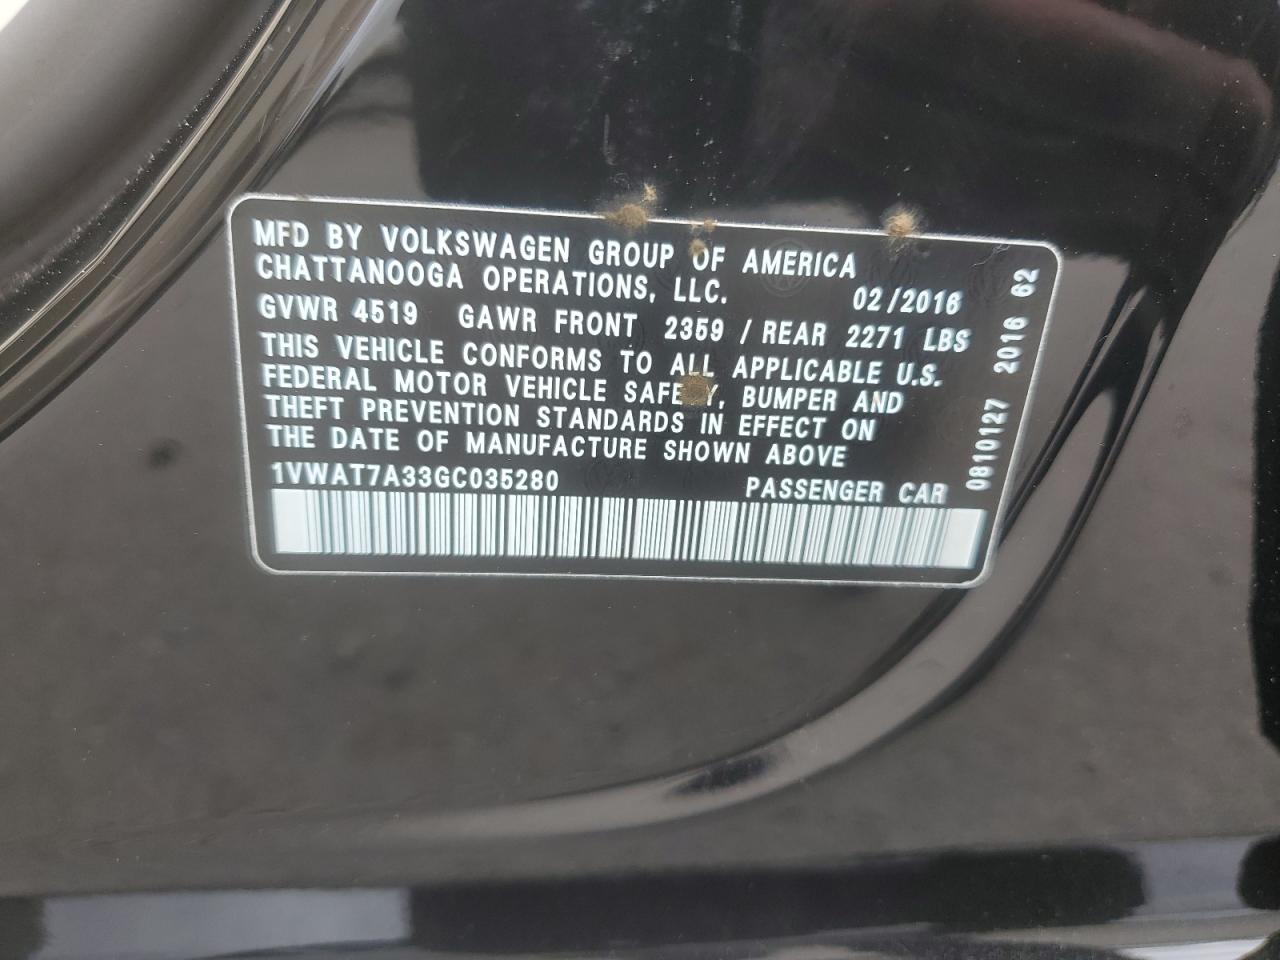 MFD BY VOLKSWAGEN GROUP OF AMERICA
CHATTANOOGA OPERATIONS, LLC.
02/2016
GVWR 4519 GAWR FRONT 2359 / REAR 2271 LBS
THIS VEHICLE CONFORMS TO ALL APPLICABLE U.S.
FEDERAL MOTOR VEHICLE SAFETY, BUMPER AND
THEFT PREVENTION STANDARDS IN EFFECT ON
THE DATE OF MANUFACTURE SHOWN ABOVE
1VWAT7A33GC035280 PASSENGER CAR
0810127 2016 62